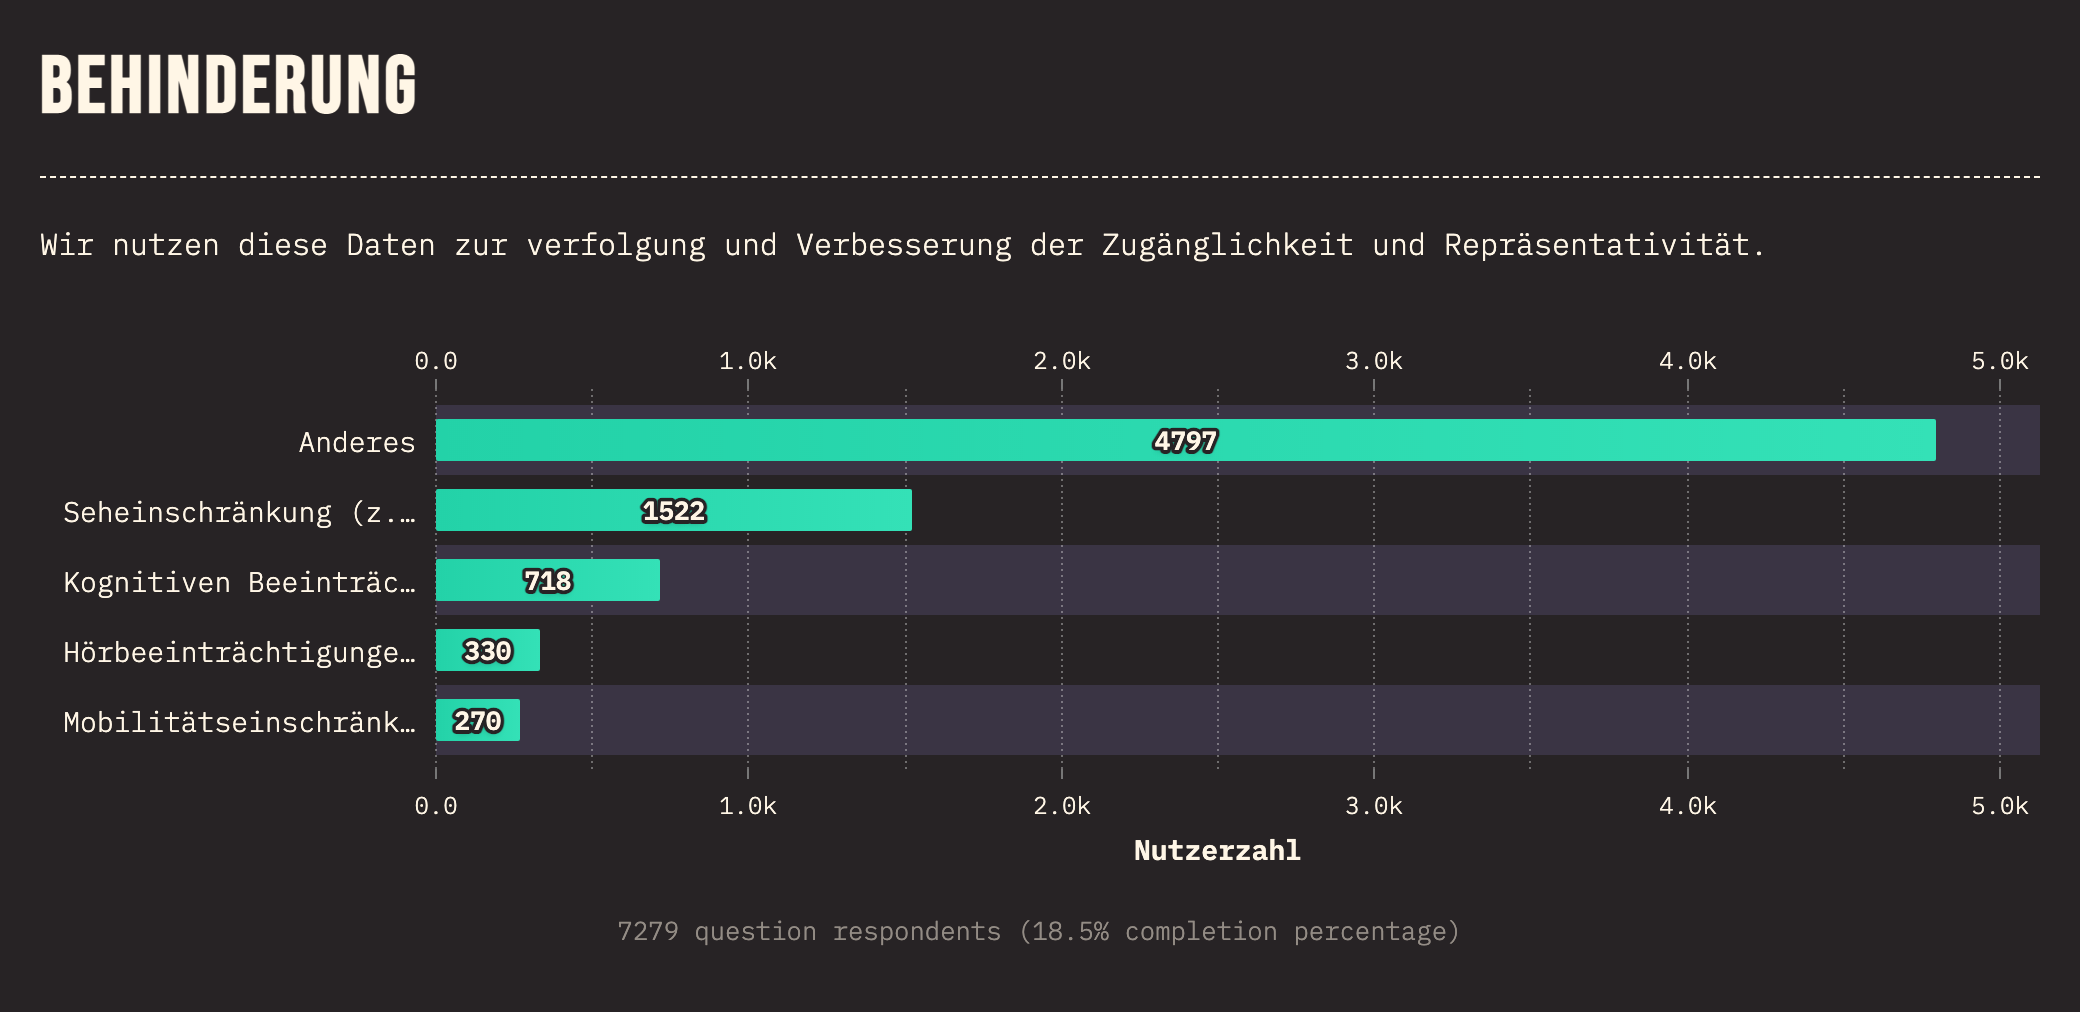 BEHINDERUNG
Wir nutzen diese Daten zur verfolgung und Verbesserung der Zugänglichkeit und Repräsentativität.
0.0 1.0k 2.0k 3.0k 4.0k 5.0k
Anderes 4797
Seheinschränkung (z.… 1522
Kognitiven Beeinträc… 718
Hörbeeinträchtigunge… 330
Mobilitätseinschränk… 270
0.0 1.0k 2.0k 3.0k 4.0k 5.0k
Nutzerzahl
7279 question respondents (18.5% completion percentage)